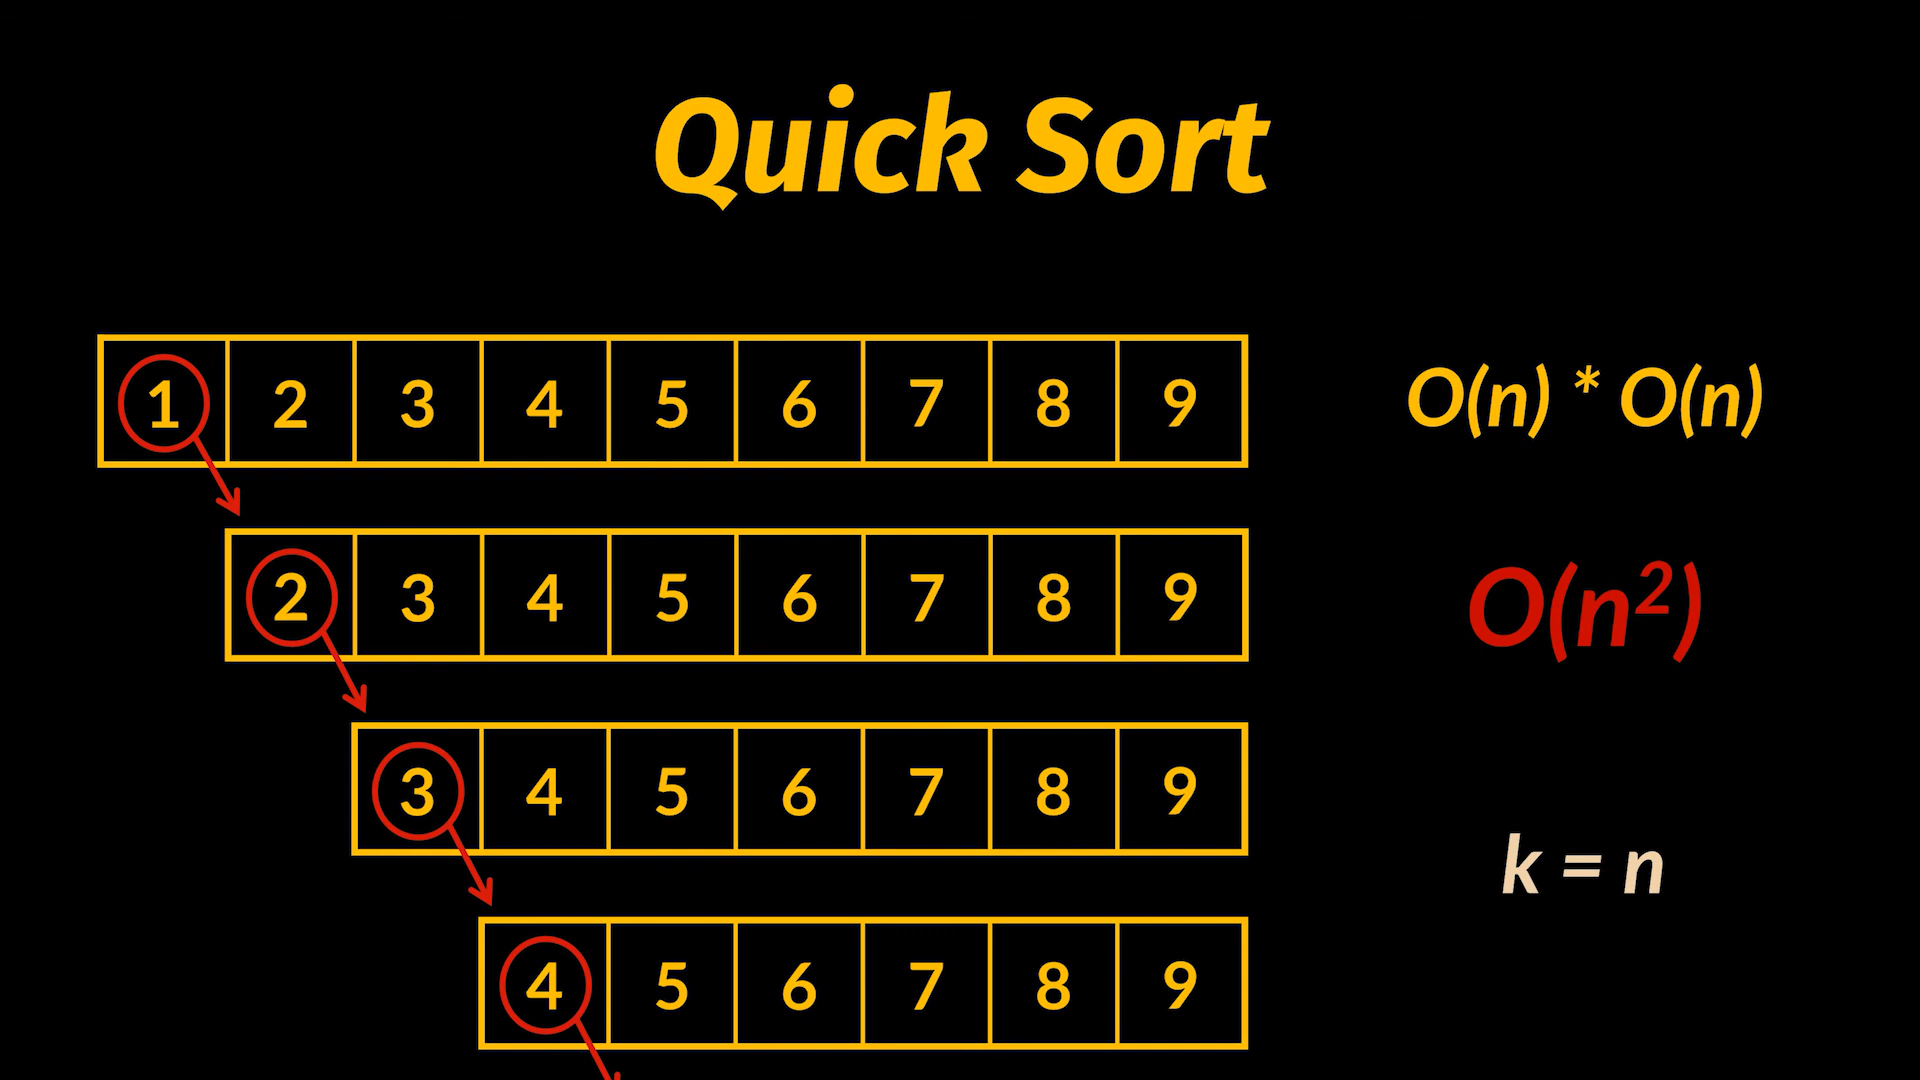 Quick Sort
1 2 3 4 5 6 7 8 9
O(n) * O(n)
2 3 4 5 6 7 8 9
O(n²)
3 4 5 6 7 8 9
k = n
4 5 6 7 8 9